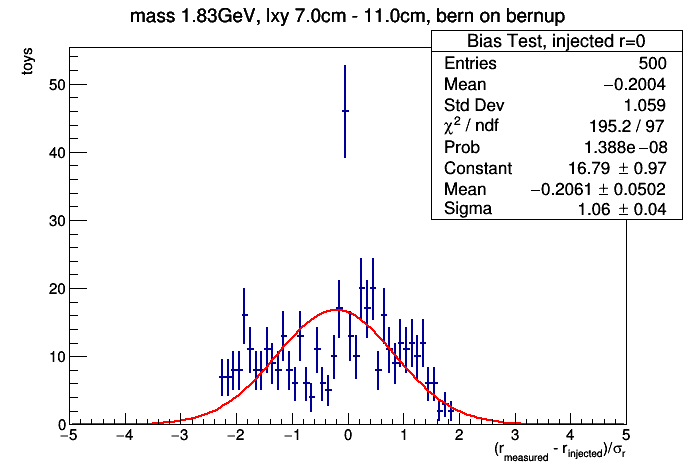 mass 1.83GeV, lxy 7.0cm - 11.0cm, bern on bernup
Bias Test, injected r=0
Entries 500
Mean −0.2004
Std Dev 1.059
χ² / ndf 195.2 / 97
Prob 1.388e−08
Constant 16.79 ± 0.97
Mean −0.2061 ± 0.0502
Sigma 1.06 ± 0.04
toys
50
40
30
20
10
0
−5 −4 −3 −2 −1 0 1 2 3 4 5
(r_measured - r_injected)/σ_r